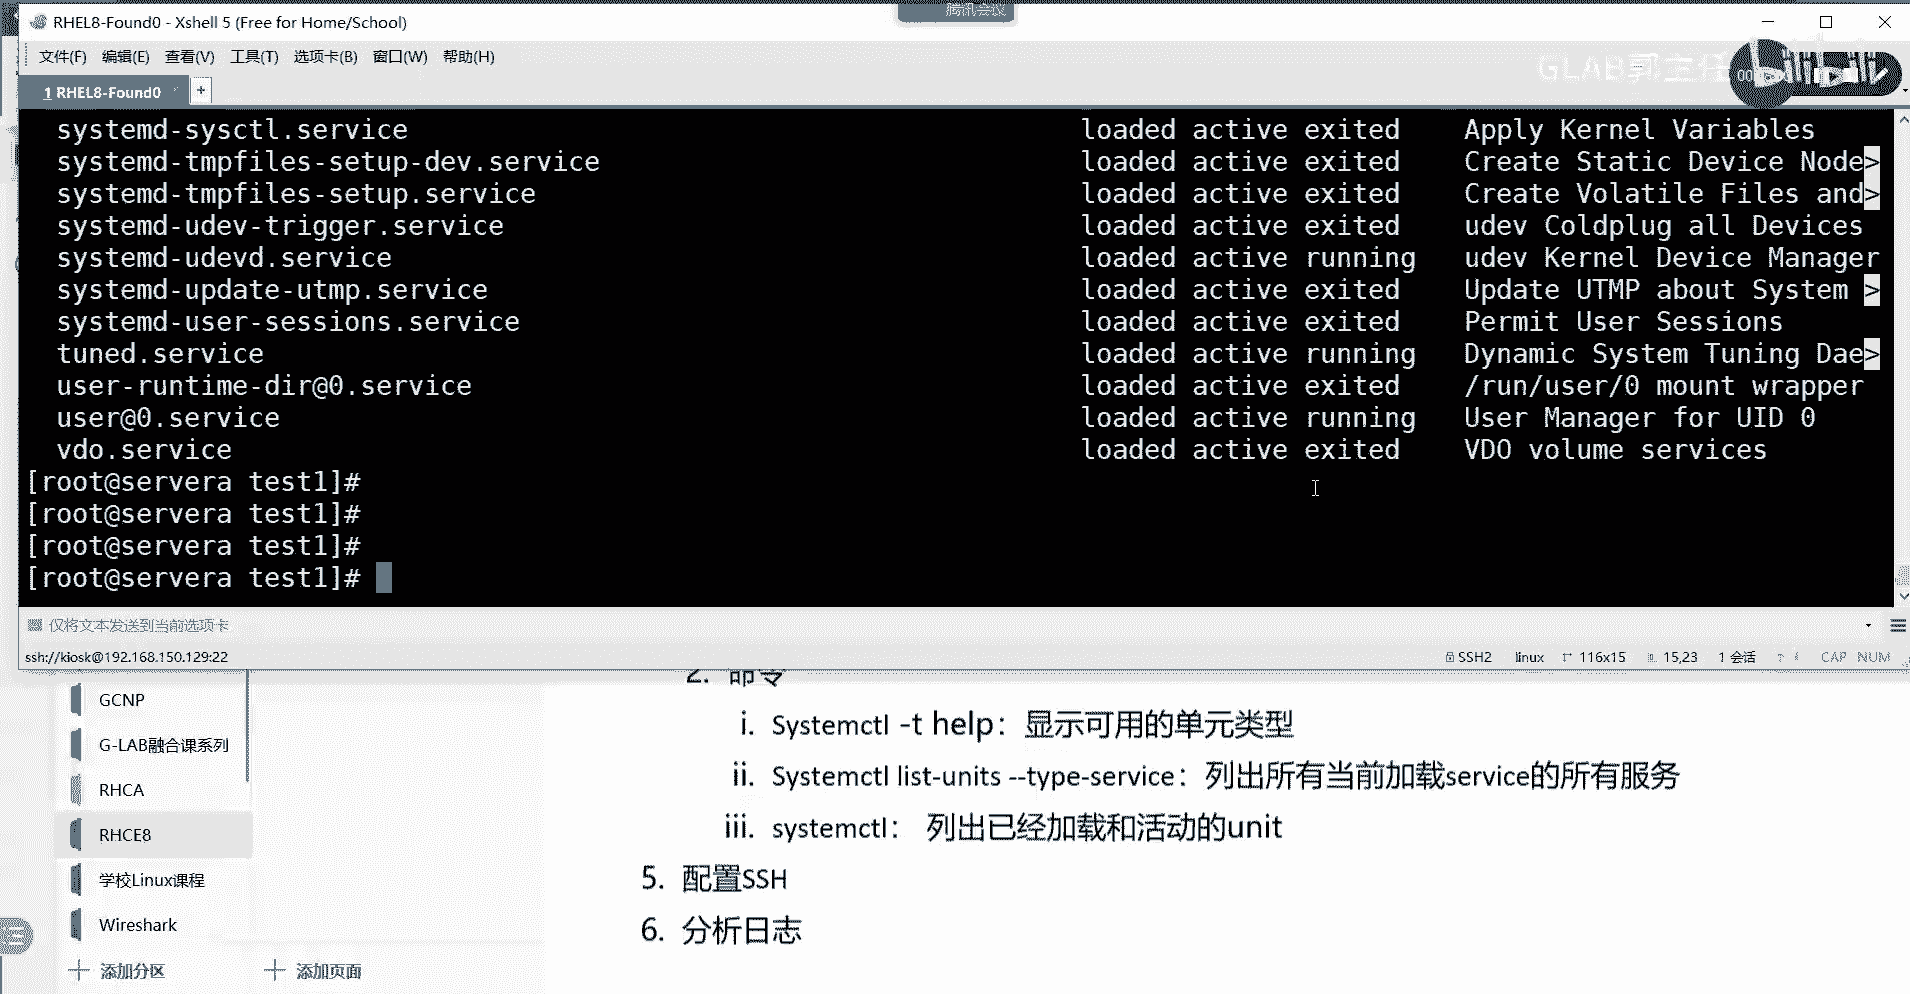 腾讯会议
RHEL8-Found0 - Xshell 5 (Free for Home/School)
文件(F) 编辑(E) 查看(V) 工具(T) 选项卡(B) 窗口(W) 帮助(H)
GLAB郭主任 bilibili
00
1 RHEL8-Found0 +
systemd-sysctl.service loaded active exited Apply Kernel Variables
systemd-tmpfiles-setup-dev.service loaded active exited Create Static Device Node>
systemd-tmpfiles-setup.service loaded active exited Create Volatile Files and>
systemd-udev-trigger.service loaded active exited udev Coldplug all Devices
systemd-udevd.service loaded active running udev Kernel Device Manager
systemd-update-utmp.service loaded active exited Update UTMP about System >
systemd-user-sessions.service loaded active exited Permit User Sessions
tuned.service loaded active running Dynamic System Tuning Dae>
user-runtime-dir@0.service loaded active exited /run/user/0 mount wrapper
user@0.service loaded active running User Manager for UID 0
vdo.service loaded active exited VDO volume services
[root@servera test1]#
[root@servera test1]#
[root@servera test1]#
[root@servera test1]#
仅将文本发送到当前选项卡
ssh://kiosk@192.168.150.129:22 SSH2 linux 116x15 15,23 1 会话 CAP NUM
GCNP
G-LAB融合课系列
RHCA
RHCE8
学校Linux课程
Wireshark
添加分区 添加页面
2. 命令
i. Systemctl -t help：显示可用的单元类型
ii. Systemctl list-units --type-service：列出所有当前加载service的所有服务
iii. systemctl： 列出已经加载和活动的unit
5. 配置SSH
6. 分析日志